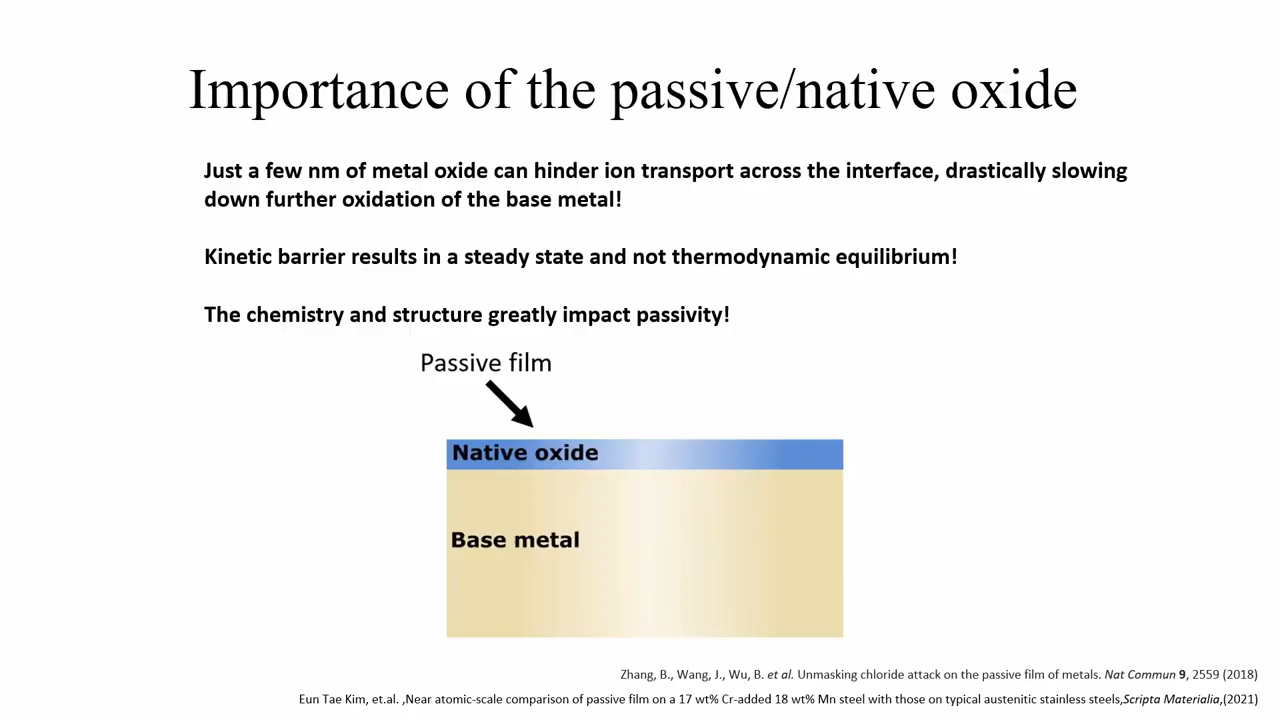 Importance of the passive/native oxide
Just a few nm of metal oxide can hinder ion transport across the interface, drastically slowing
down further oxidation of the base metal!
Kinetic barrier results in a steady state and not thermodynamic equilibrium!
The chemistry and structure greatly impact passivity!
Passive film
Native oxide
Base metal
Zhang, B., Wang, J., Wu, B. et al. Unmasking chloride attack on the passive film of metals. Nat Commun 9, 2559 (2018)
Eun Tae Kim, et.al. ,Near atomic-scale comparison of passive film on a 17 wt% Cr-added 18 wt% Mn steel with those on typical austenitic stainless steels,Scripta Materialia,(2021)